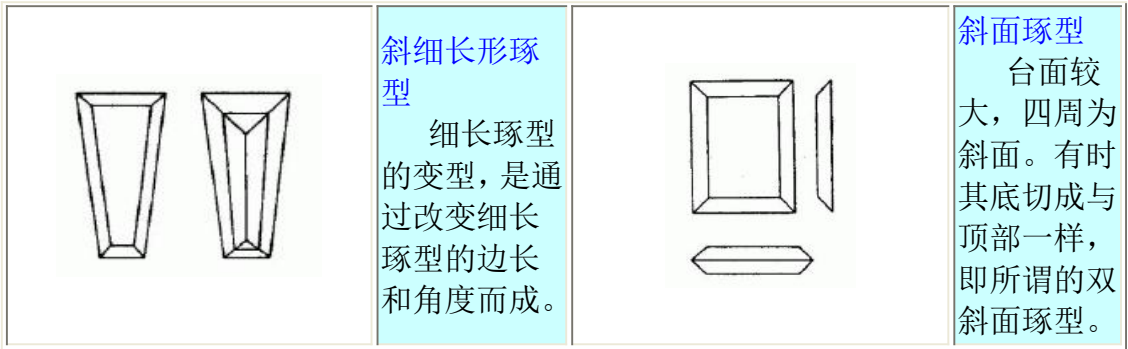 斜细长形琢
型
细长琢型
的变型，是通
过改变细长
琢型的边长
和角度而成。
斜面琢型
台面较
大，四周为
斜面。有时
其底切成与
顶部一样，
即所谓的双
斜面琢型。